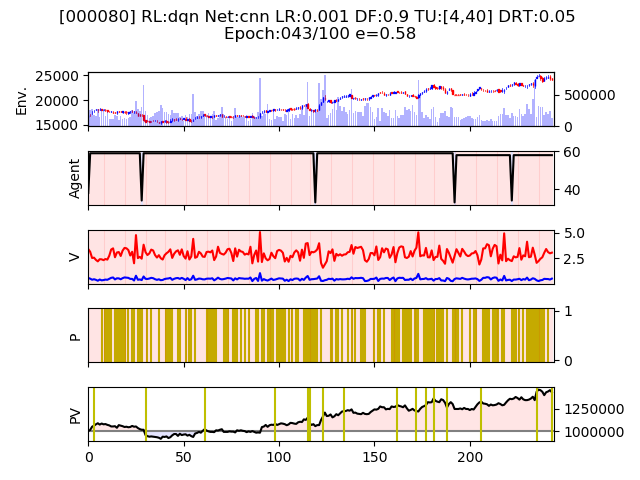 [000080] RL:dqn Net:cnn LR:0.001 DF:0.9 TU:[4,40] DRT:0.05
Epoch:043/100 e=0.58
Env.
25000
20000
15000
500000
0
Agent
60
40
V
5.0
2.5
P
1
0
PV
1250000
1000000
0 50 100 150 200